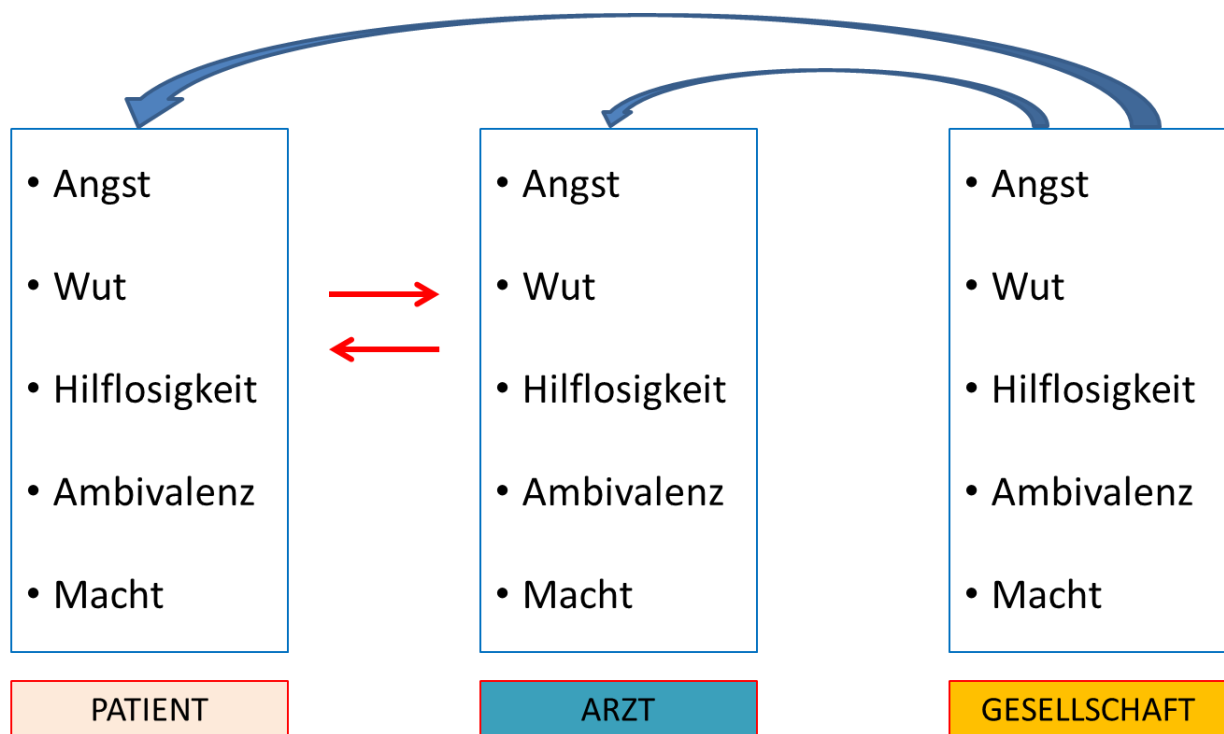 • Angst
• Wut
• Hilflosigkeit
• Ambivalenz
• Macht
PATIENT
• Angst
• Wut
• Hilflosigkeit
• Ambivalenz
• Macht
ARZT
• Angst
• Wut
• Hilflosigkeit
• Ambivalenz
• Macht
GESELLSCHAFT